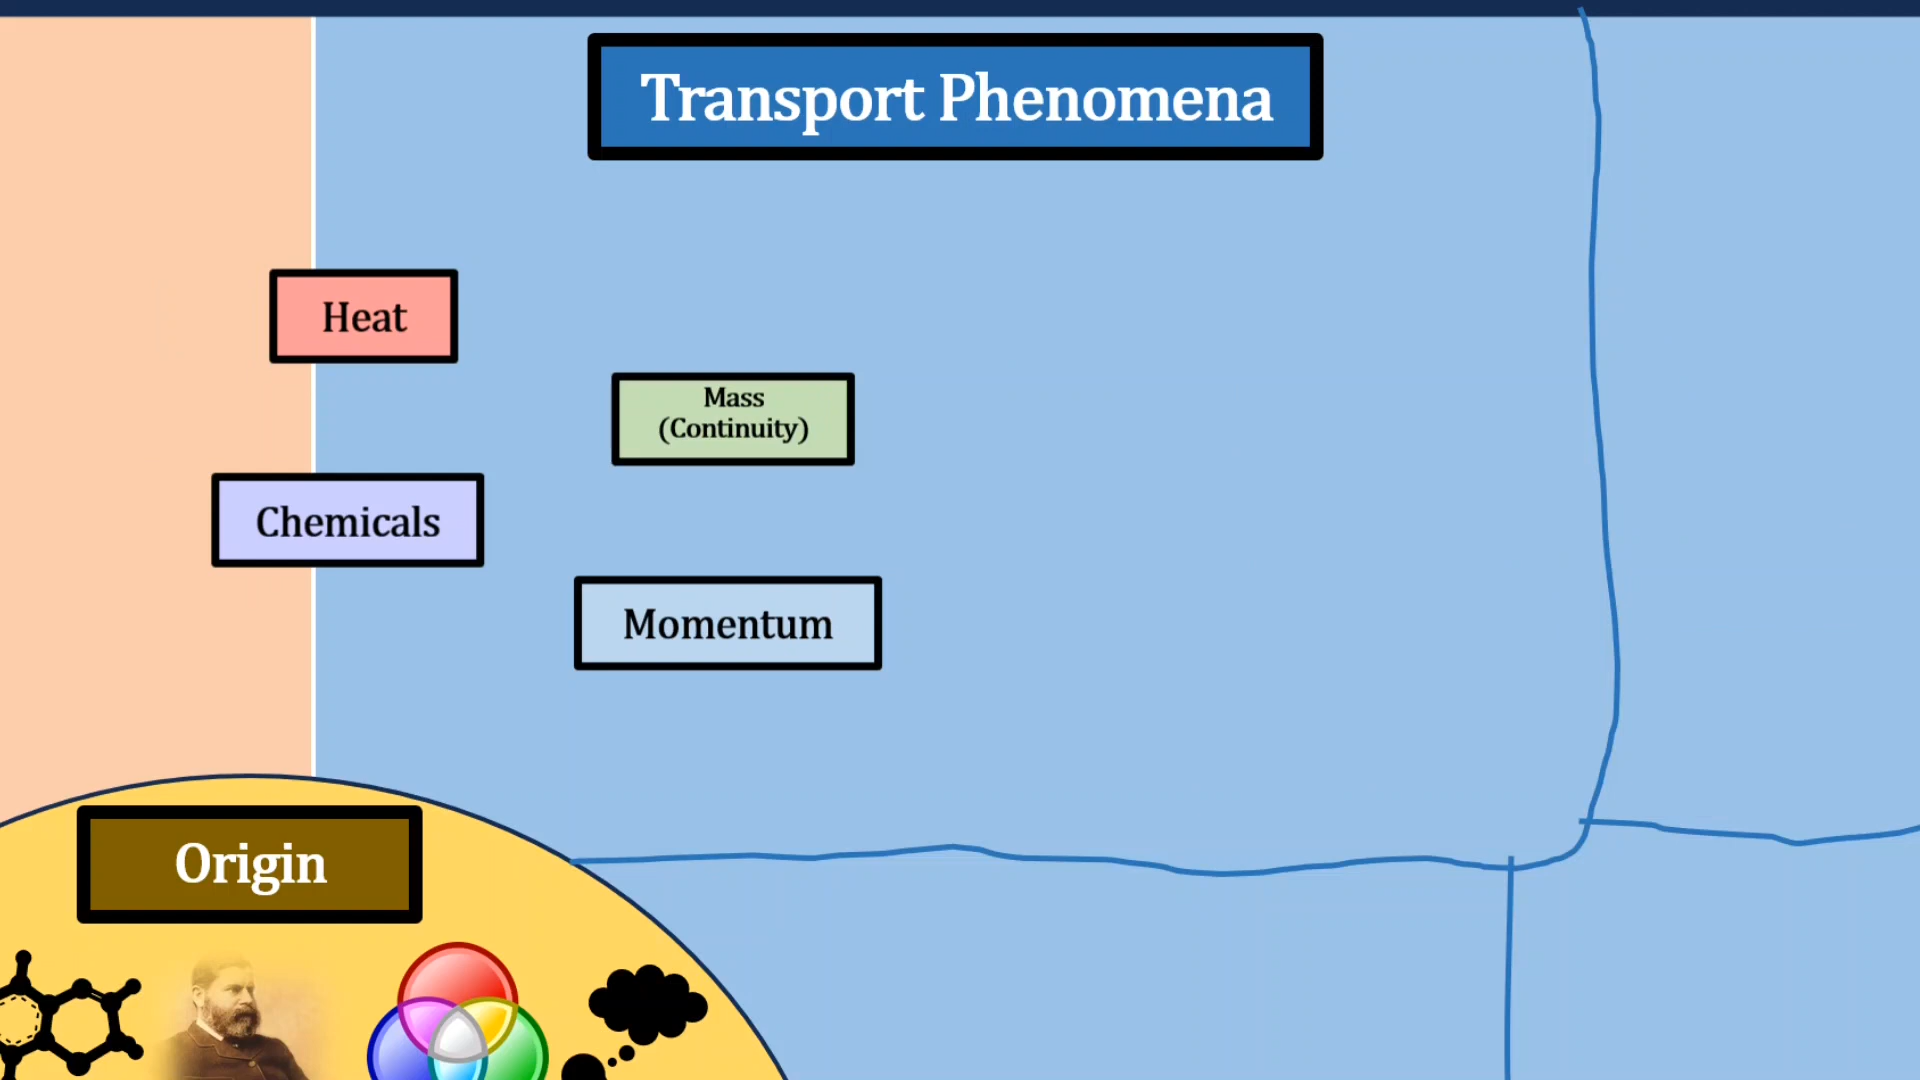 Transport Phenomena
Heat
Mass
(Continuity)
Chemicals
Momentum
Origin